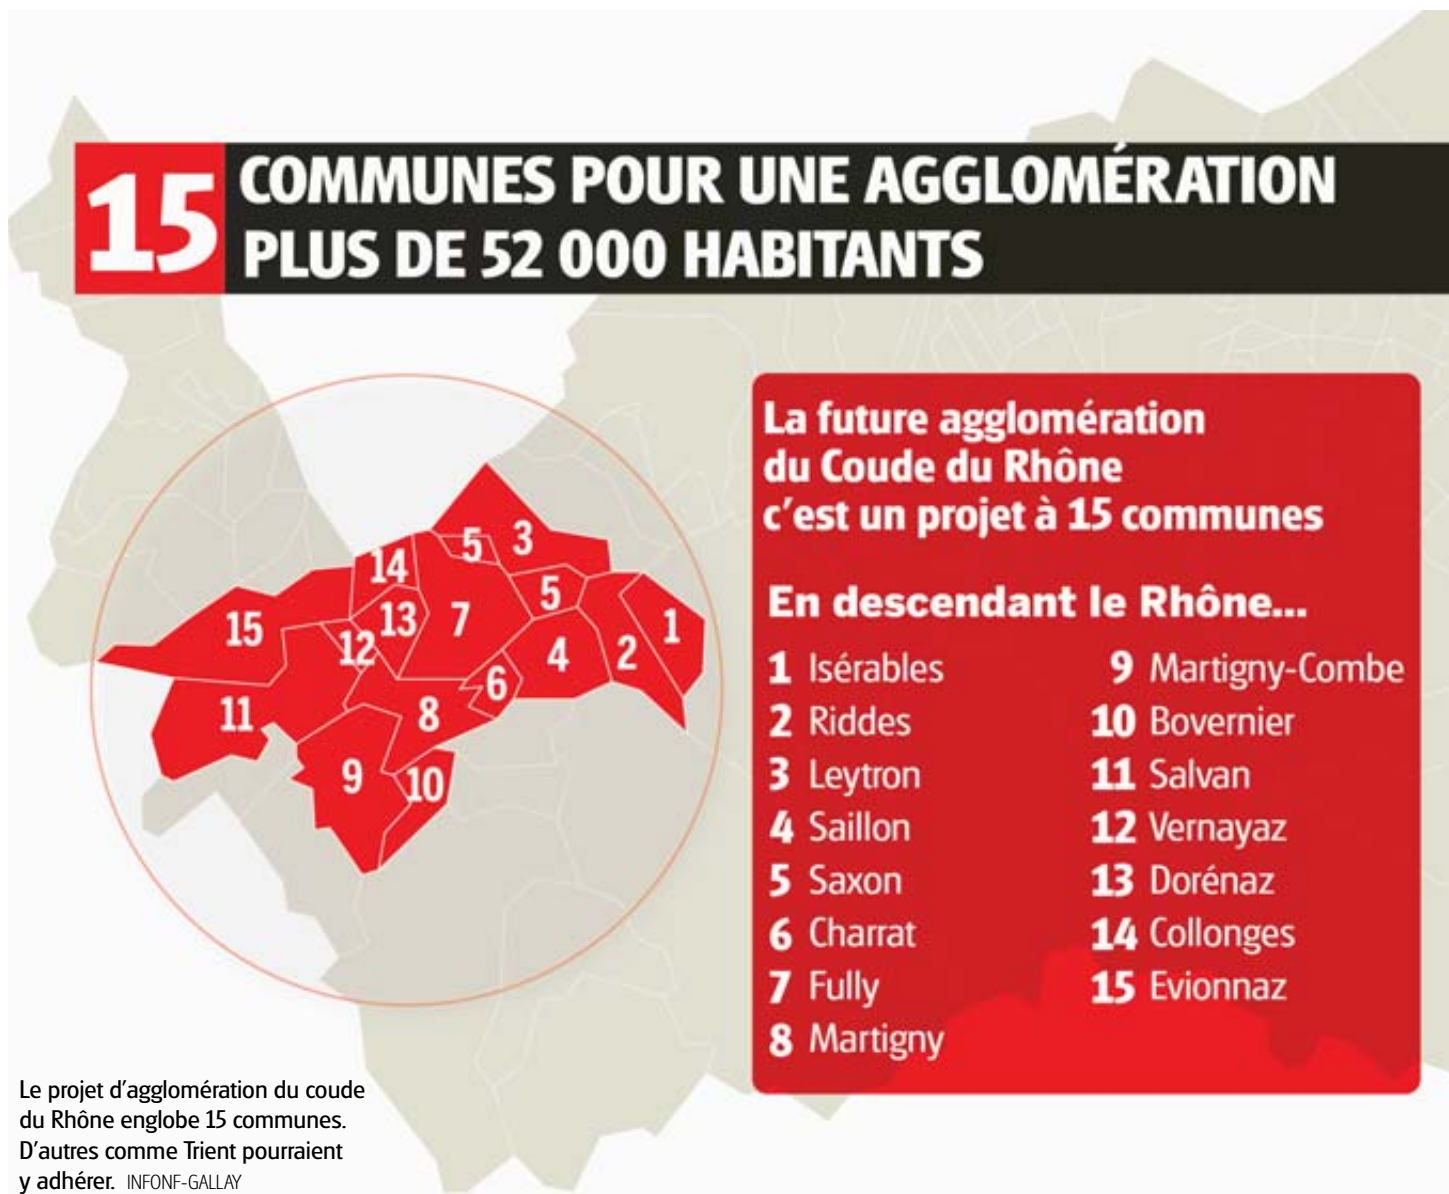 15
COMMUNES POUR UNE AGGLOMÉRATION
PLUS DE 52 000 HABITANTS
La future agglomération
du Coude du Rhône
c'est un projet à 15 communes
En descendant le Rhône...
1 Isérables
2 Riddes
3 Leytron
4 Saillon
5 Saxon
6 Charrat
7 Fully
8 Martigny
9 Martigny-Combe
10 Bovernier
11 Salvan
12 Vernayaz
13 Dorénaz
14 Collonges
15 Evionnaz
5 3
14
5
15 13 7 1
12 4 2
6
11 8
9 10
Le projet d'agglomération du coude
du Rhône englobe 15 communes.
D'autres comme Trient pourraient
y adhérer. INFONF-GALLAY